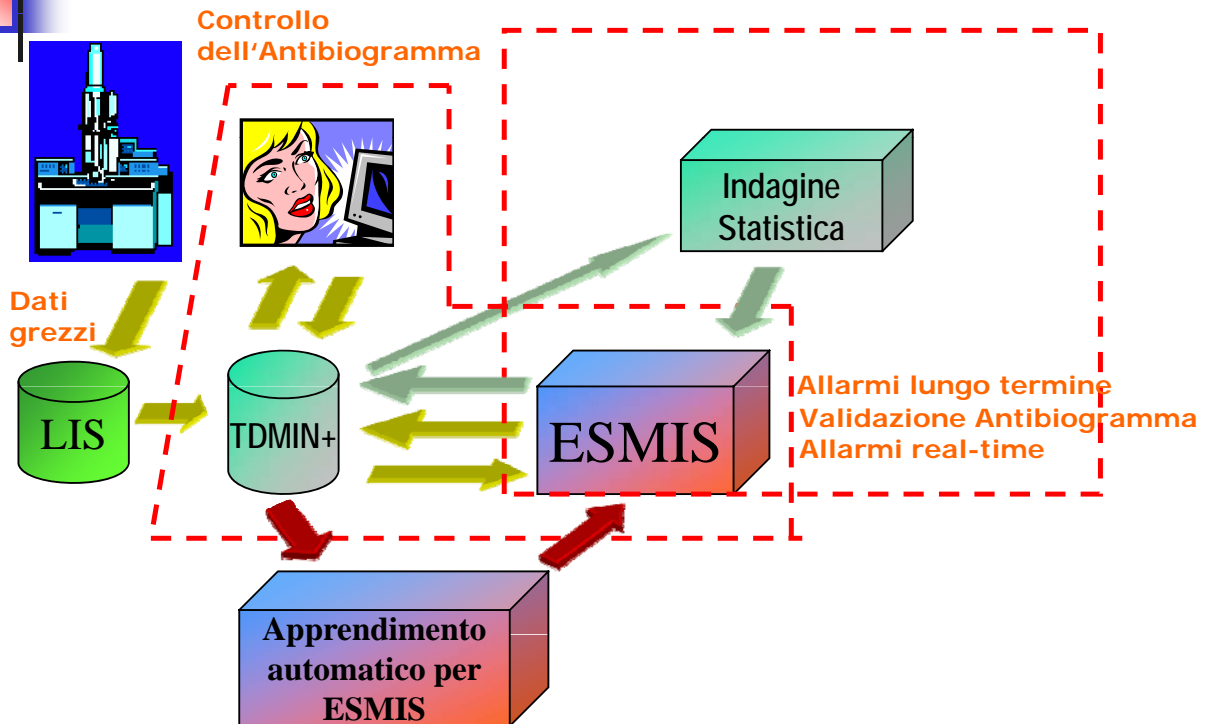 Controllo
dell'Antibiogramma
Indagine
Statistica
Dati
grezzi
LIS
TDMIN+
ESMIS
Allarmi lungo termine
Validazione Antibiogramma
Allarmi real-time
Apprendimento
automatico per
ESMIS